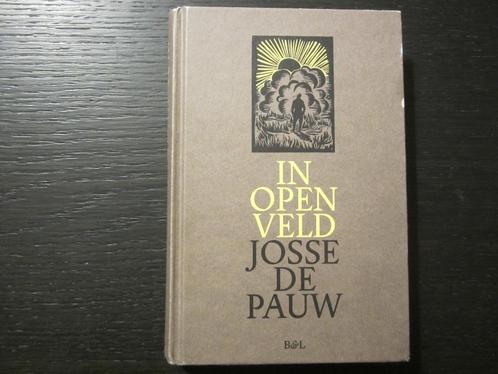 IN
OPEN
VELD
JOSSE
DE
PAUW
B&L